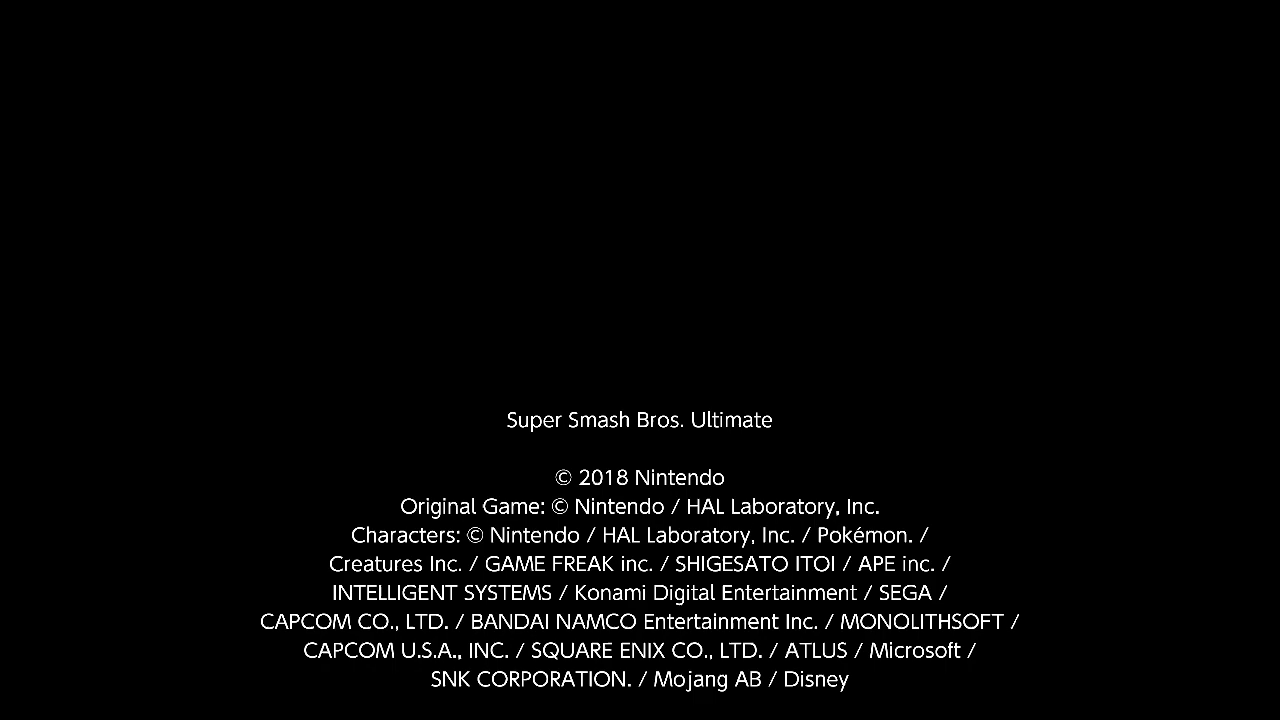 Super Smash Bros. Ultimate
© 2018 Nintendo
Original Game: © Nintendo / HAL Laboratory, Inc.
Characters: © Nintendo / HAL Laboratory, Inc. / Pokémon. /
Creatures Inc. / GAME FREAK inc. / SHIGESATO ITOI / APE inc. /
INTELLIGENT SYSTEMS / Konami Digital Entertainment / SEGA /
CAPCOM CO., LTD. / BANDAI NAMCO Entertainment Inc. / MONOLITHSOFT /
CAPCOM U.S.A., INC. / SQUARE ENIX CO., LTD. / ATLUS / Microsoft /
SNK CORPORATION. / Mojang AB / Disney